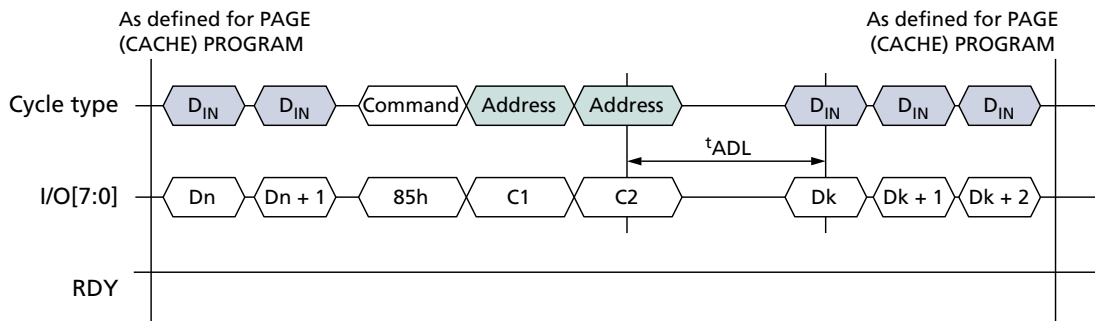 As defined for PAGE
(CACHE) PROGRAM
As defined for PAGE
(CACHE) PROGRAM
Cycle type
DIN DIN Command Address Address DIN DIN DIN
tADL
I/O[7:0]
Dn Dn + 1 85h C1 C2 Dk Dk + 1 Dk + 2
RDY